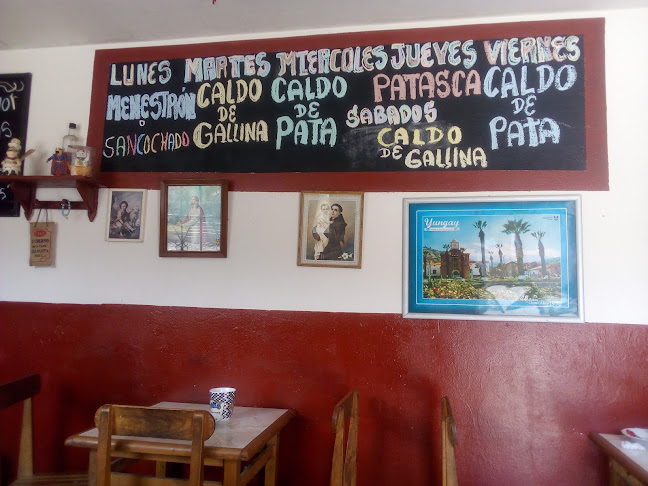 LUNES MARTES MIERCOLES JUEVES VIERNES
MENESTRÓN
O
SANCOCHADO
CALDO
DE
GALLINA
CALDO
DE
PATA
PATASCA
SABADOS
CALDO
DE GALLINA
CALDO
DE
PATA
Yungay